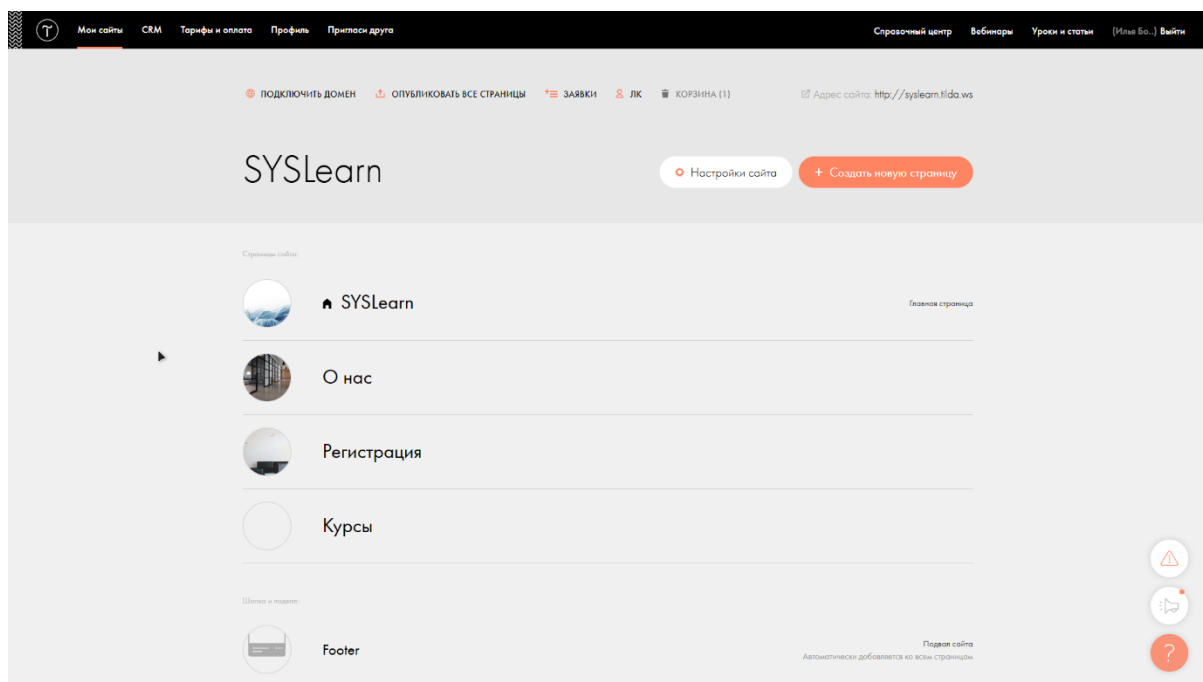 Мои сайты CRM Тарифы и оплата Профиль Пригласи друга Справочный центр Вебинары Уроки и статьи (Илья Бо..) Выйти
ПОДКЛЮЧИТЬ ДОМЕН ОПУБЛИКОВАТЬ ВСЕ СТРАНИЦЫ ЗАЯВКИ ЛК КОРЗИНА (1) Адрес сайта: http://syslearn.tilda.ws
SYSLearn Настройки сайта + Создать новую страницу
Страницы сайта:
SYSLearn Главная страница
О нас
Регистрация
Курсы
Шапка и подвал:
Footer Подвал сайта
Автоматически добавляется ко всем страницам